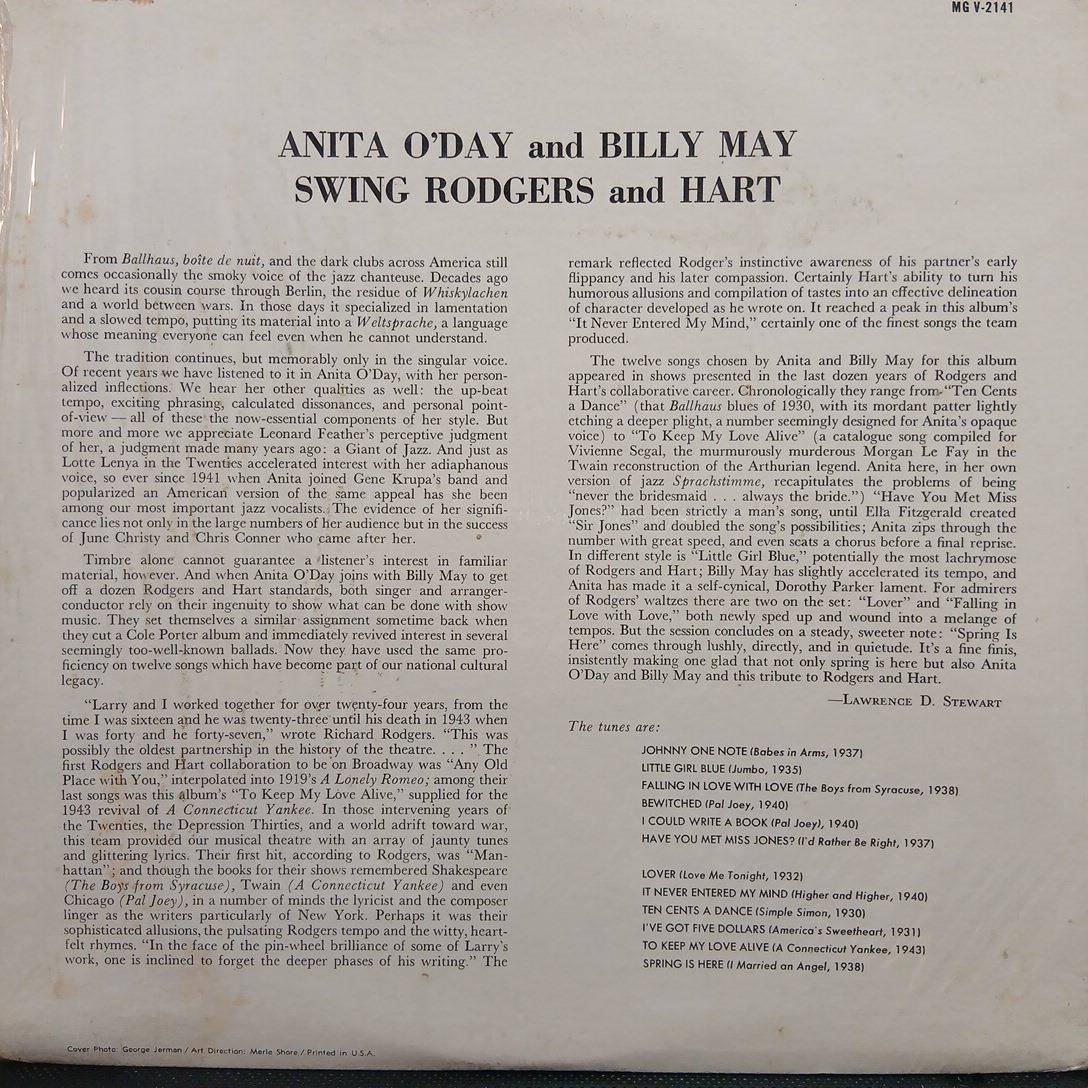 MG V-2141
ANITA O'DAY and BILLY MAY
SWING RODGERS and HART
From Ballhaus, boîte de nuit, and the dark clubs across America still
comes occasionally the smoky voice of the jazz chanteuse. Decades ago
we heard its cousin course through Berlin, the residue of Whiskylachen
and a world between wars. In those days it specialized in lamentation
and a slowed tempo, putting its material into a Weltsprache, a language
whose meaning everyone can feel even when he cannot understand.
The tradition continues, but memorably only in the singular voice.
Of recent years we have listened to it in Anita O'Day, with her person-
alized inflections. We hear her other qualities as well: the up-beat
tempo, exciting phrasing, calculated dissonances, and personal point-
of-view — all of these the now-essential components of her style. But
more and more we appreciate Leonard Feather's perceptive judgment
of her, a judgment made many years ago: a Giant of Jazz. And just as
Lotte Lenya in the Twenties accelerated interest with her adiaphanous
voice, so ever since 1941 when Anita joined Gene Krupa's band and
popularized an American version of the same appeal has she been
among our most important jazz vocalists. The evidence of her signifi-
cance lies not only in the large numbers of her audience but in the success
of June Christy and Chris Conner who came after her.
Timbre alone cannot guarantee a listener's interest in familiar
material, however. And when Anita O'Day joins with Billy May to get
off a dozen Rodgers and Hart standards, both singer and arranger-
conductor rely on their ingenuity to show what can be done with show
music. They set themselves a similar assignment sometime back when
they cut a Cole Porter album and immediately revived interest in several
seemingly too-well-known ballads. Now they have used the same pro-
ficiency on twelve songs which have become part of our national cultural
legacy.
"Larry and I worked together for over twenty-four years, from the
time I was sixteen and he was twenty-three until his death in 1943 when
I was forty and he forty-seven," wrote Richard Rodgers. "This was
possibly the oldest partnership in the history of the theatre. . . . " The
first Rodgers and Hart collaboration to be on Broadway was "Any Old
Place with You," interpolated into 1919's A Lonely Romeo; among their
last songs was this album's "To Keep My Love Alive," supplied for the
1943 revival of A Connecticut Yankee. In those intervening years of
the Twenties, the Depression Thirties, and a world adrift toward war,
this team provided our musical theatre with an array of jaunty tunes
and glittering lyrics. Their first hit, according to Rodgers, was "Man-
hattan"; and though the books for their shows remembered Shakespeare
(The Boys from Syracuse), Twain (A Connecticut Yankee) and even
Chicago (Pal Joey), in a number of minds the lyricist and the composer
linger as the writers particularly of New York. Perhaps it was their
sophisticated allusions, the pulsating Rodgers tempo and the witty, heart-
felt rhymes. "In the face of the pin-wheel brilliance of some of Larry's
work, one is inclined to forget the deeper phases of his writing." The
remark reflected Rodger's instinctive awareness of his partner's early
flippancy and his later compassion. Certainly Hart's ability to turn his
humorous allusions and compilation of tastes into an effective delineation
of character developed as he wrote on. It reached a peak in this album's
"It Never Entered My Mind," certainly one of the finest songs the team
produced.
The twelve songs chosen by Anita and Billy May for this album
appeared in shows presented in the last dozen years of Rodgers and
Hart's collaborative career. Chronologically they range from "Ten Cents
a Dance" (that Ballhaus blues of 1930, with its mordant patter lightly
etching a deeper plight, a number seemingly designed for Anita's opaque
voice) to "To Keep My Love Alive" (a catalogue song compiled for
Vivienne Segal, the murmurously murderous Morgan Le Fay in the
Twain reconstruction of the Arthurian legend. Anita here, in her own
version of jazz Sprachstimme, recapitulates the problems of being
"never the bridesmaid . . . always the bride.") "Have You Met Miss
Jones?" had been strictly a man's song, until Ella Fitzgerald created
"Sir Jones" and doubled the song's possibilities; Anita zips through the
number with great speed, and even scats a chorus before a final reprise.
In different style is "Little Girl Blue," potentially the most lachrymose
of Rodgers and Hart; Billy May has slightly accelerated its tempo, and
Anita has made it a self-cynical, Dorothy Parker lament. For admirers
of Rodgers' waltzes there are two on the set: "Lover" and "Falling in
Love with Love," both newly sped up and wound into a melange of
tempos. But the session concludes on a steady, sweeter note: "Spring Is
Here" comes through lushly, directly, and in quietude. It's a fine finis,
insistently making one glad that not only spring is here but also Anita
O'Day and Billy May and this tribute to Rodgers and Hart.
—LAWRENCE D. STEWART
The tunes are:
JOHNNY ONE NOTE (Babes in Arms, 1937)
LITTLE GIRL BLUE (Jumbo, 1935)
FALLING IN LOVE WITH LOVE (The Boys from Syracuse, 1938)
BEWITCHED (Pal Joey, 1940)
I COULD WRITE A BOOK (Pal Joey), 1940)
HAVE YOU MET MISS JONES? (I'd Rather Be Right, 1937)
LOVER (Love Me Tonight, 1932)
IT NEVER ENTERED MY MIND (Higher and Higher, 1940)
TEN CENTS A DANCE (Simple Simon, 1930)
I'VE GOT FIVE DOLLARS (America's Sweetheart, 1931)
TO KEEP MY LOVE ALIVE (A Connecticut Yankee, 1943)
SPRING IS HERE (I Married an Angel, 1938)
Cover Photo: George Jerman / Art Direction: Merle Shore / Printed in U.S.A.